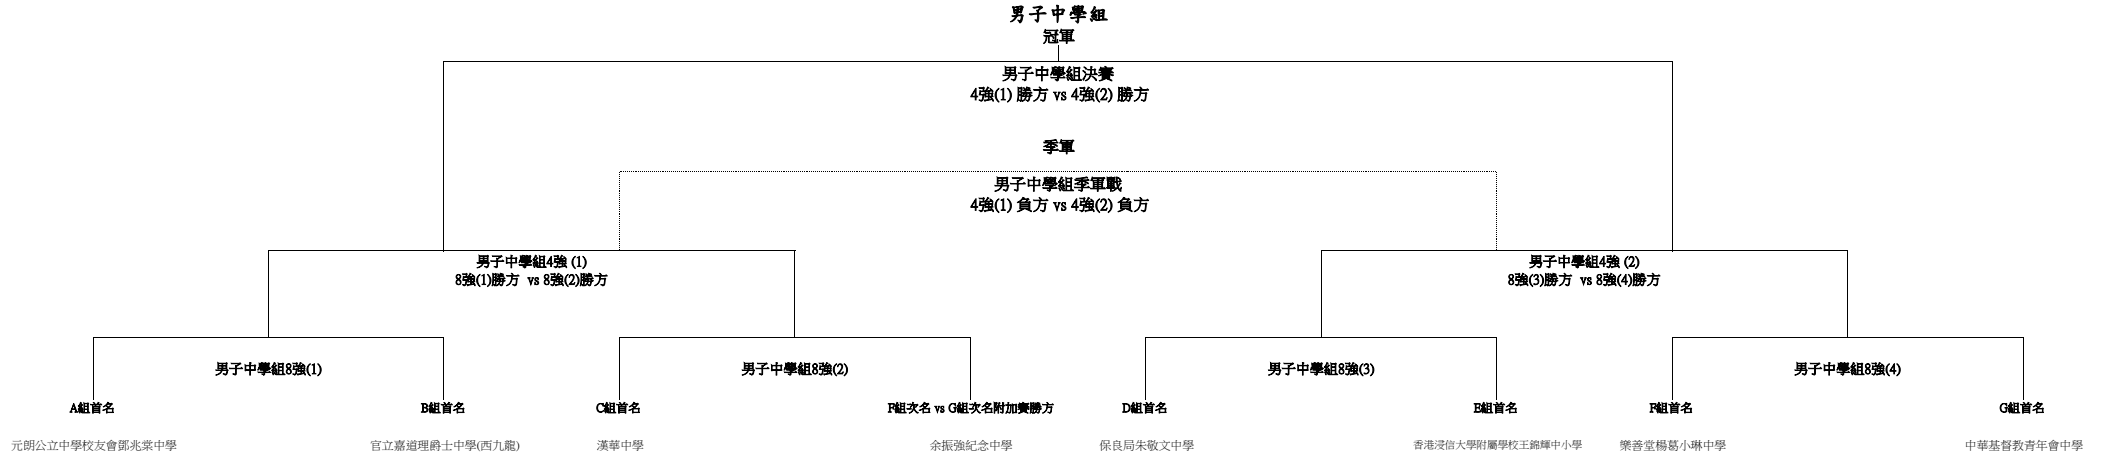 男子中學組
冠軍
男子中學組決賽
4強(1) 勝方 vs 4強(2) 勝方
季軍
男子中學組季軍戰
4強(1) 負方 vs 4強(2) 負方
男子中學組4強 (1)
8強(1)勝方 vs 8強(2)勝方
男子中學組4強 (2)
8強(3)勝方 vs 8強(4)勝方
男子中學組8強(1)
男子中學組8強(2)
男子中學組8強(3)
男子中學組8強(4)
A組首名
B組首名
C組首名
F組次名 vs G組次名附加賽勝方
D組首名
E組首名
F組首名
G組首名
元朗公立中學校友會鄧兆棠中學
官立嘉道理爵士中學(西九龍)
漢華中學
余振強紀念中學
保良局朱敬文中學
香港浸信大學附屬學校王錦輝中小學
樂善堂楊葛小琳中學
中華基督教青年會中學